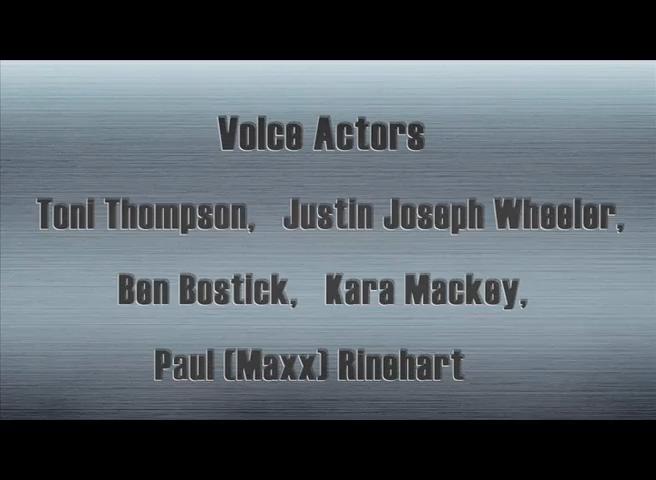 Voice Actors
Toni Thompson, Justin Joseph Wheeler,
Ben Bostick, Kara Mackey,
Paul (Maxx) Rinehart